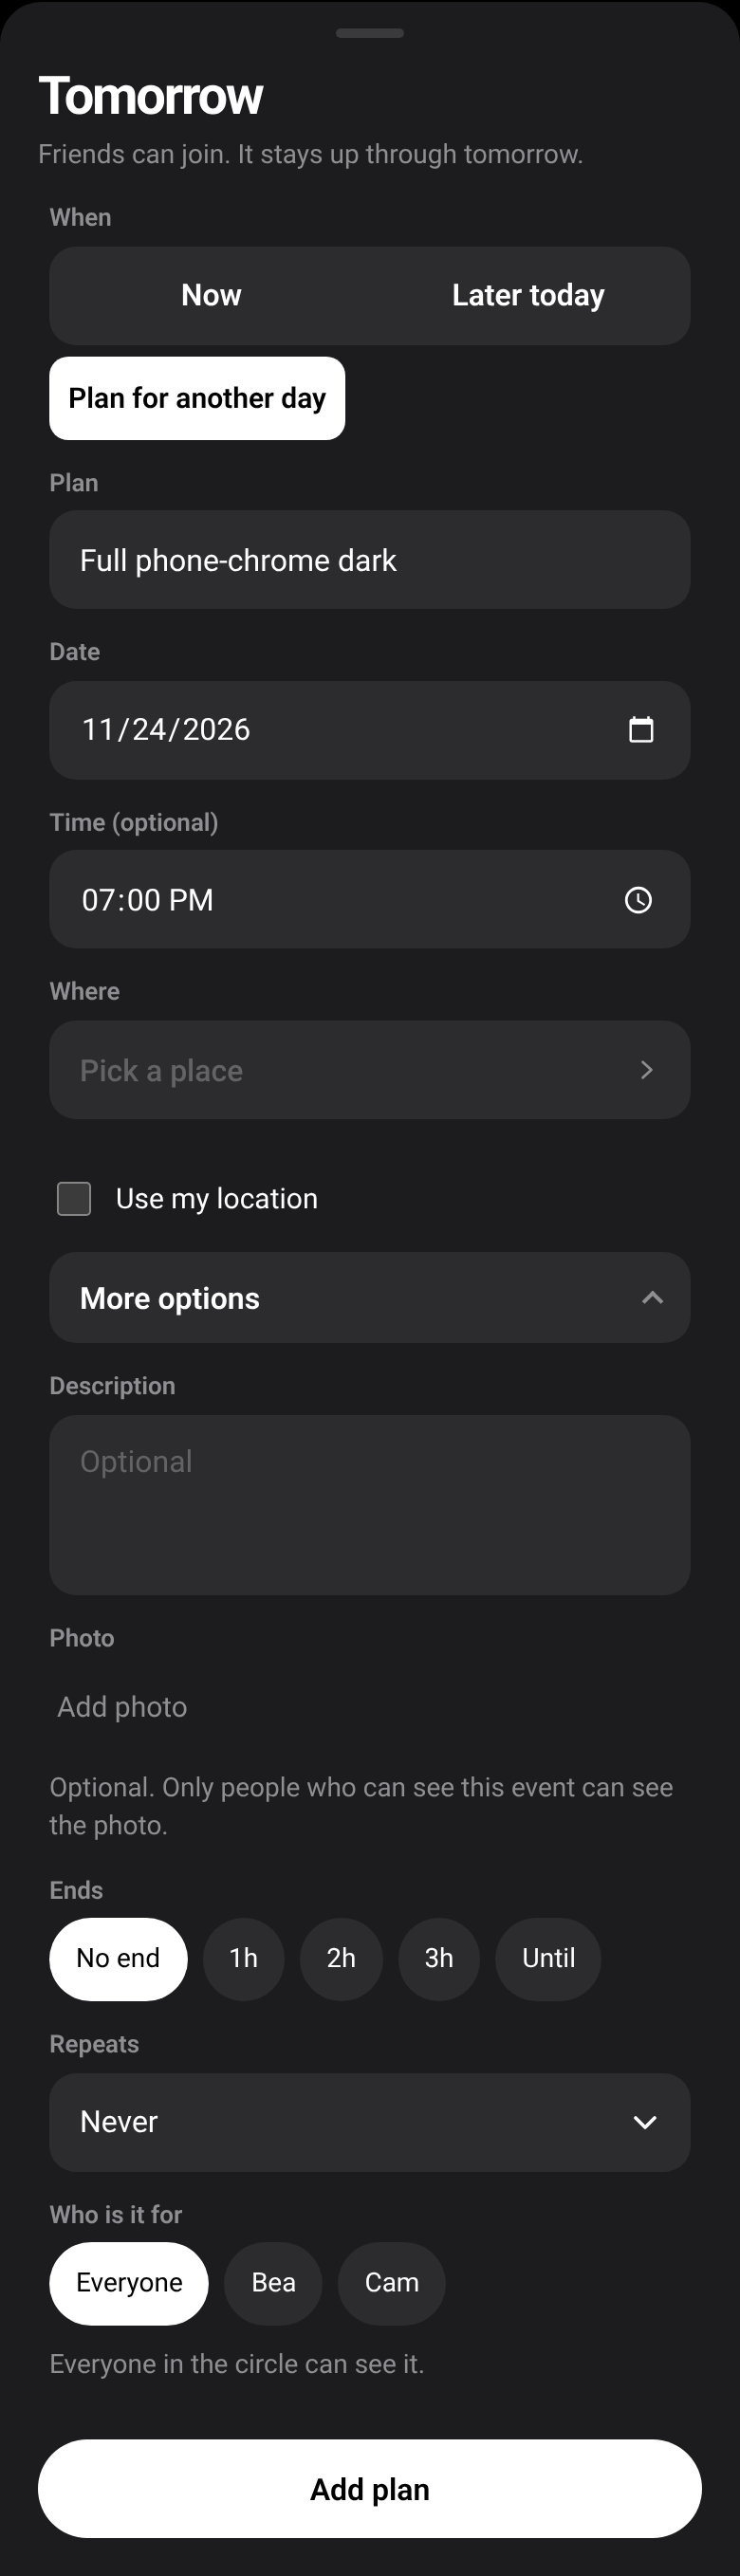 Tomorrow
Friends can join. It stays up through tomorrow.
When
Now Later today
Plan for another day
Plan
Full phone-chrome dark
Date
11/24/2026
Time (optional)
07:00 PM
Where
Pick a place
Use my location
More options
Description
Optional
Photo
Add photo
Optional. Only people who can see this event can see
the photo.
Ends
No end 1h 2h 3h Until
Repeats
Never
Who is it for
Everyone Bea Cam
Everyone in the circle can see it.
Add plan